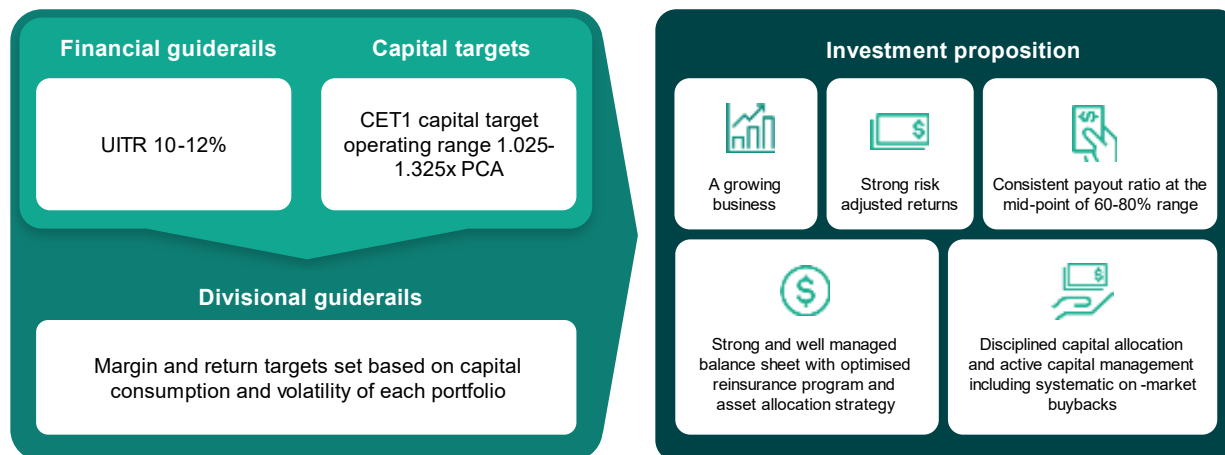 Financial guiderails
UITR 10-12%
Capital targets
CET1 capital target
operating range 1.025-
1.325x PCA
Divisional guiderails
Margin and return targets set based on capital
consumption and volatility of each portfolio
Investment proposition
A growing
business
$
Strong risk
adjusted returns
$
Consistent payout ratio at the
mid-point of 60-80% range
$
Strong and well managed
balance sheet with optimised
reinsurance program and
asset allocation strategy
$
Disciplined capital allocation
and active capital management
including systematic on -market
buybacks